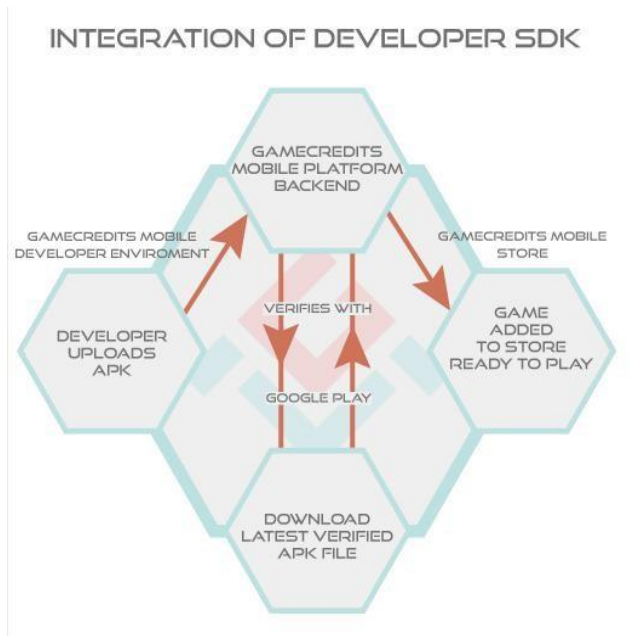 INTEGRATION OF DEVELOPER SDK
GAMECREDITS
MOBILE PLATFORM
BACKEND
GAMECREDITS MOBILE
DEVELOPER ENVIROMENT
GAMECREDITS MOBILE
STORE
DEVELOPER
UPLOADS
APK
VERIFIES WITH
GOOGLE PLAY
GAME
ADDED
TO STORE
READY TO PLAY
DOWNLOAD
LATEST VERIFIED
APK FILE